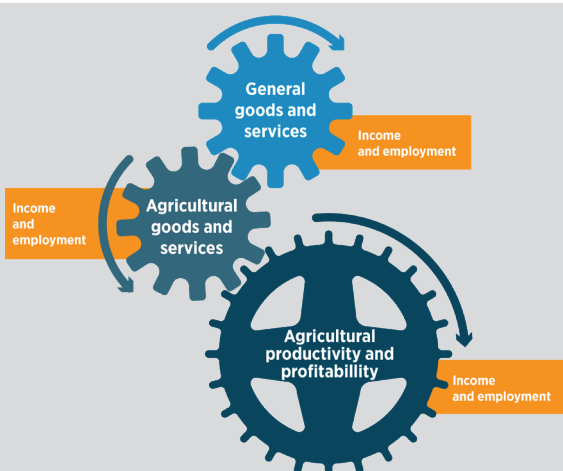 General
goods and
services
Income
and employment
Agricultural
goods and
services
Income
and
employment
Agricultural
productivity and
profitabillity
Income
and employment